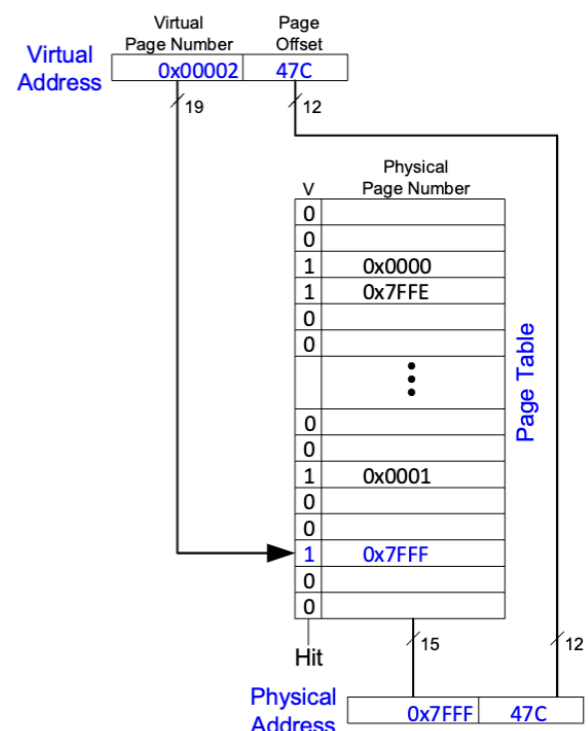 Virtual Page
Page Number Offset
Virtual
Address
0x00002 47C
19 12
Physical
V Page Number
0
0
1 0x0000
1 0x7FFE
0
0
0
0
1 0x0001
0
0
1 0x7FFF
0
0
Page Table
Hit
15 12
Physical
Address
0x7FFF 47C